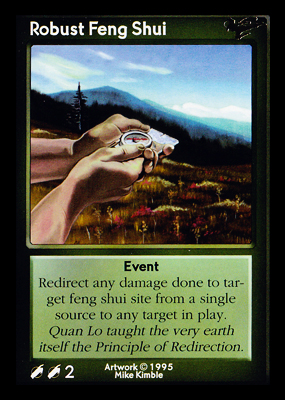 Robust Feng Shui
Event
Redirect any damage done to tar-
get feng shui site from a single
source to any target in play.
Quan Lo taught the very earth
itself the Principle of Redirection.
2
Artwork © 1995
Mike Kimble